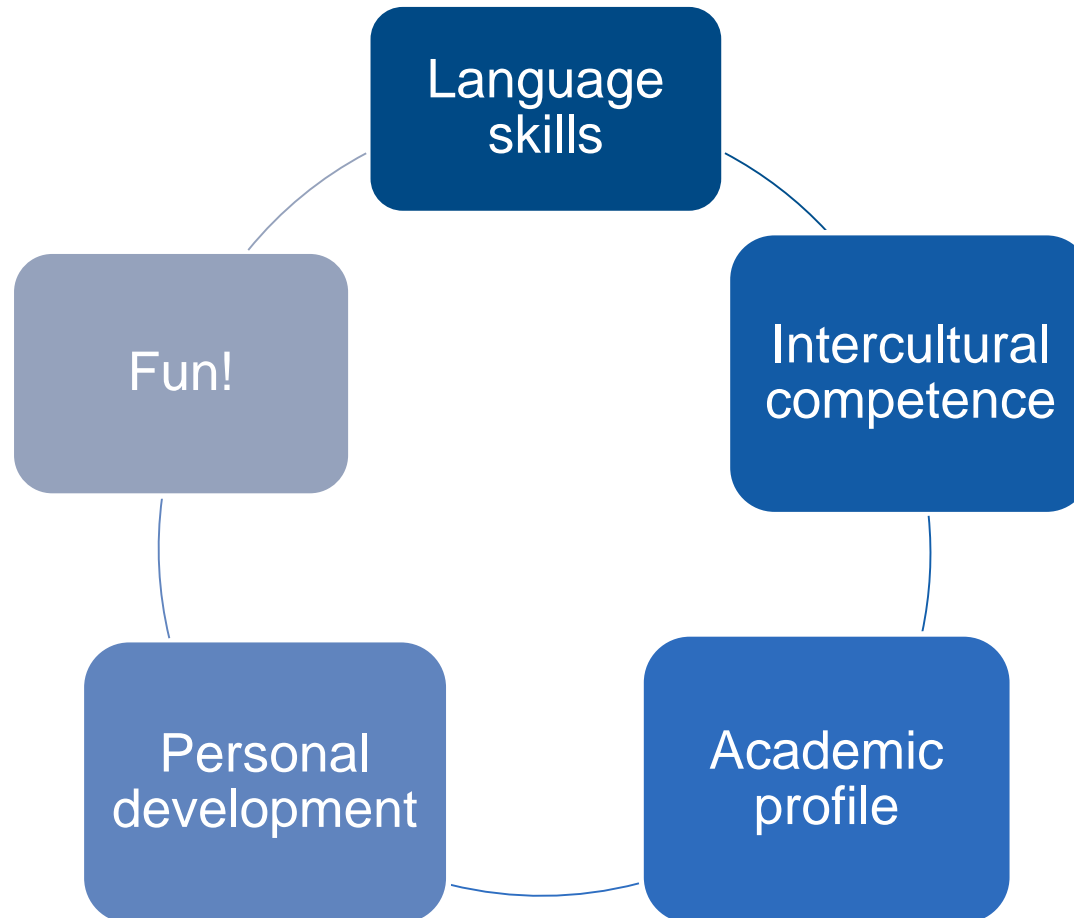 Language
skills
Intercultural
competence
Academic
profile
Personal
development
Fun!